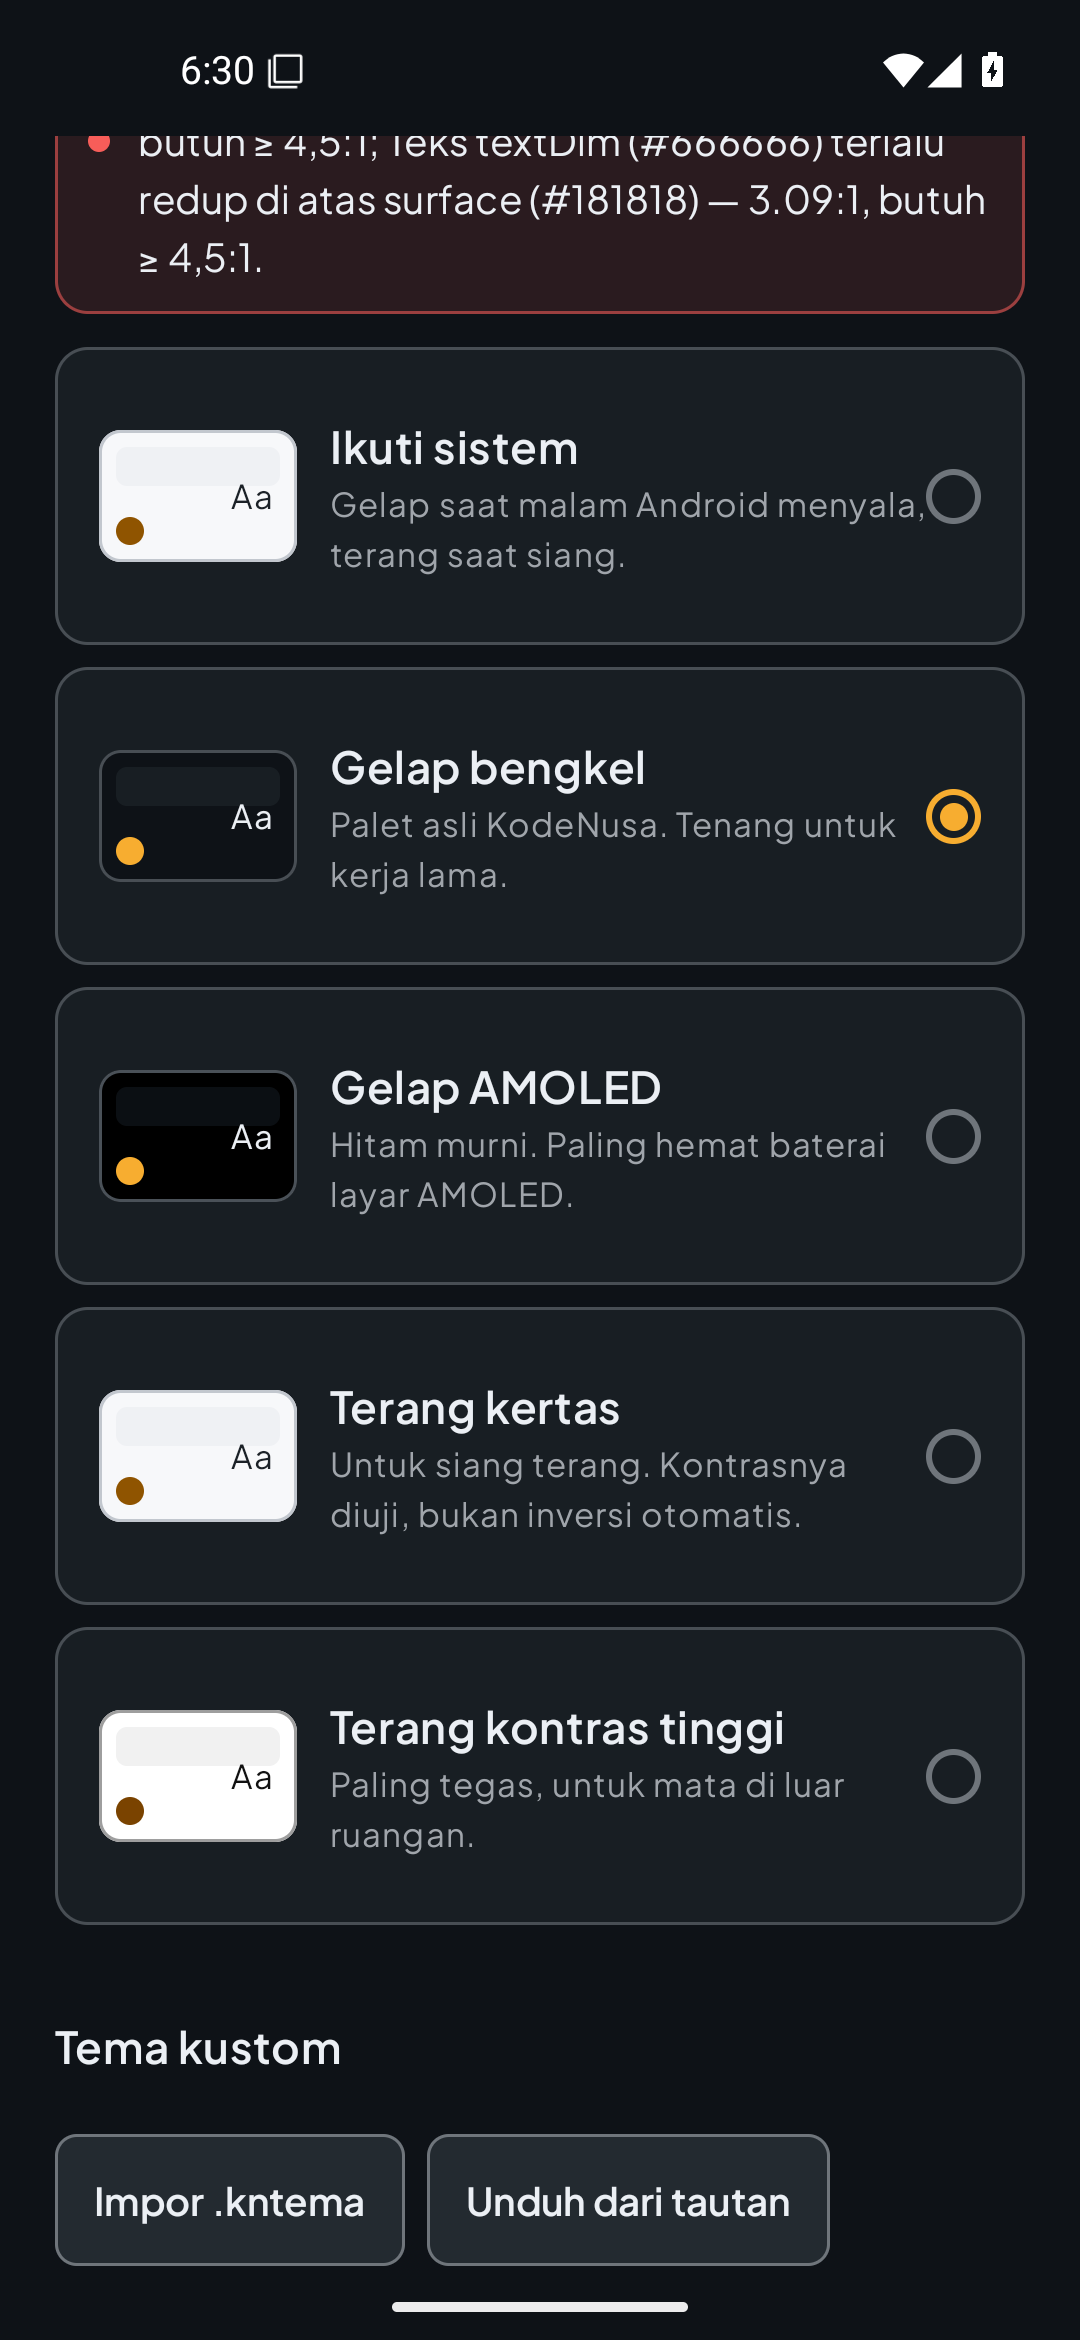 6:30
butuh ≥ 4,5:1; Teks textDim (#666666) terlalu
redup di atas surface (#181818) — 3.09:1, butuh
≥ 4,5:1.
Ikuti sistem
Gelap saat malam Android menyala,
terang saat siang.
Aa
Gelap bengkel
Palet asli KodeNusa. Tenang untuk
kerja lama.
Aa
Gelap AMOLED
Hitam murni. Paling hemat baterai
layar AMOLED.
Aa
Terang kertas
Untuk siang terang. Kontrasnya
diuji, bukan inversi otomatis.
Aa
Terang kontras tinggi
Paling tegas, untuk mata di luar
ruangan.
Aa
Tema kustom
Impor .kntema
Unduh dari tautan